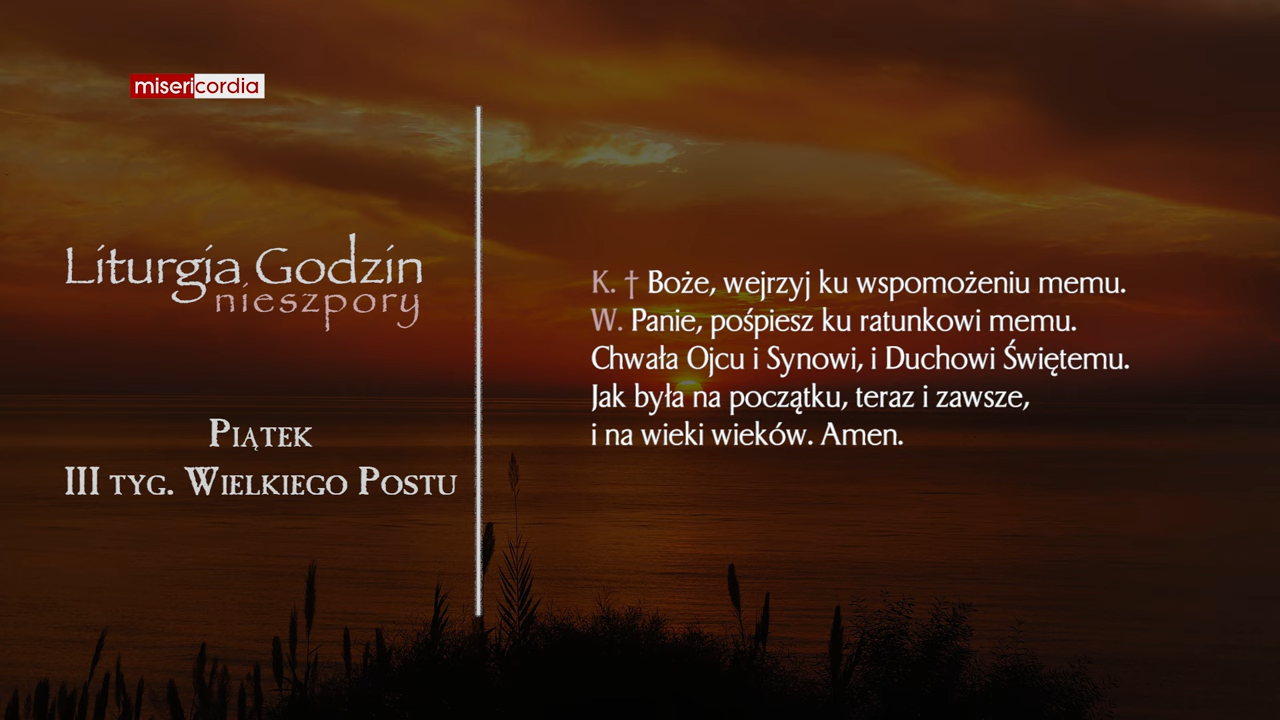 misericordia
Liturgia Godzin
nieszpory
Piątek
III tyg. Wielkiego Postu
K. † Boże, wejrzyj ku wspomożeniu memu.
W. Panie, pośpiesz ku ratunkowi memu.
Chwała Ojcu i Synowi, i Duchowi Świętemu.
Jak była na początku, teraz i zawsze,
i na wieki wieków. Amen.